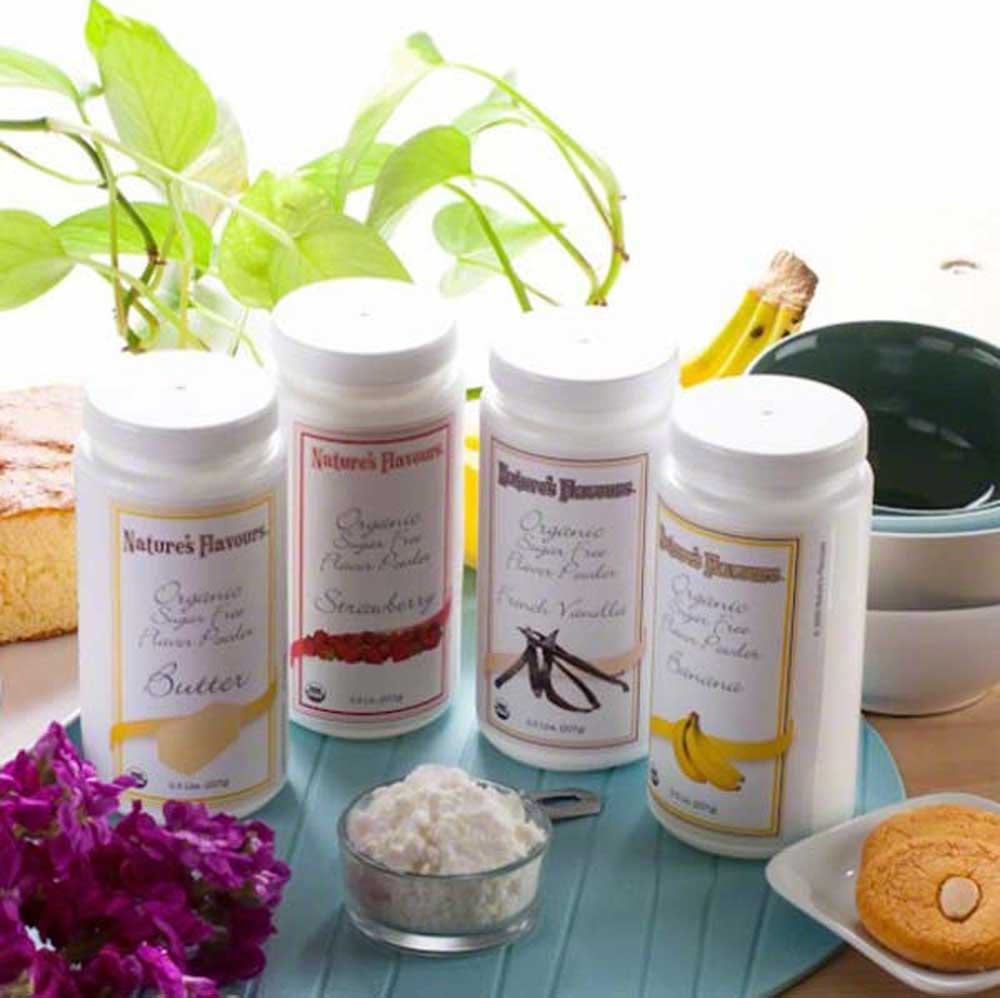 Nature's Flavours.
Organic
Sugar Free
Flavor Powder
Butter
Nature's Flavours.
Organic
Sugar Free
Flavor Powder
Strawberry
Nature's Flavours.
Organic
Sugar Free
Flavor Powder
French Vanilla
Nature's Flavours.
Organic
Sugar Free
Flavor Powder
Banana